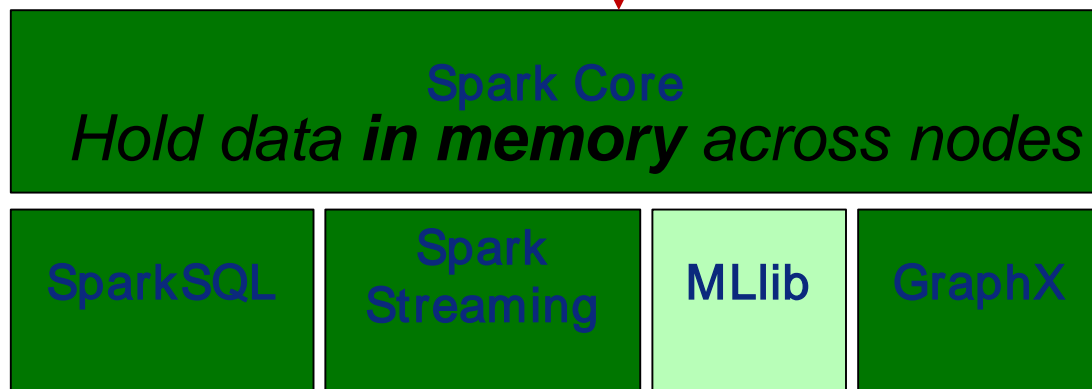 Spark Core
Hold data in memory across nodes
SparkSQL
Spark
Streaming
MLlib
GraphX